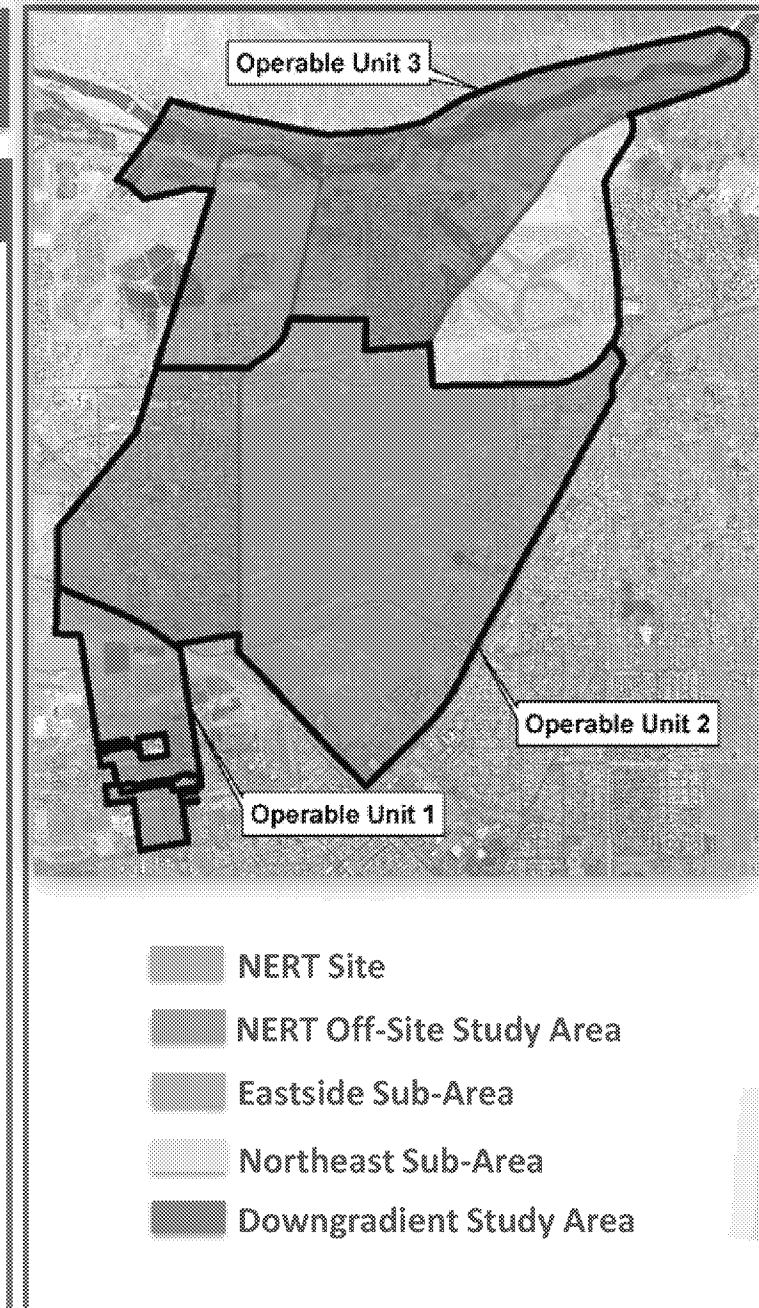 Operable Unit 3
Operable Unit 2
Operable Unit 1
NERT Site
NERT Off-Site Study Area
Eastside Sub-Area
Northeast Sub-Area
Downgradient Study Area